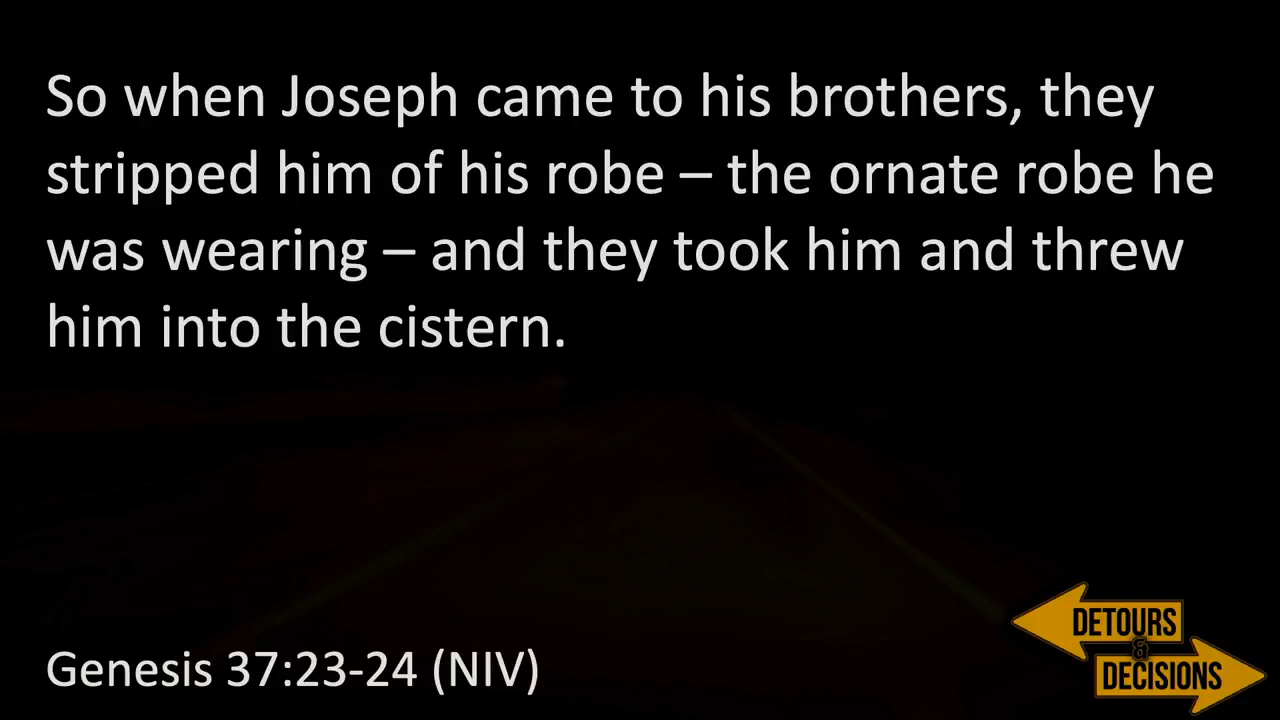 So when Joseph came to his brothers, they
stripped him of his robe – the ornate robe he
was wearing – and they took him and threw
him into the cistern.
Genesis 37:23-24 (NIV)
DETOURS
&
DECISIONS